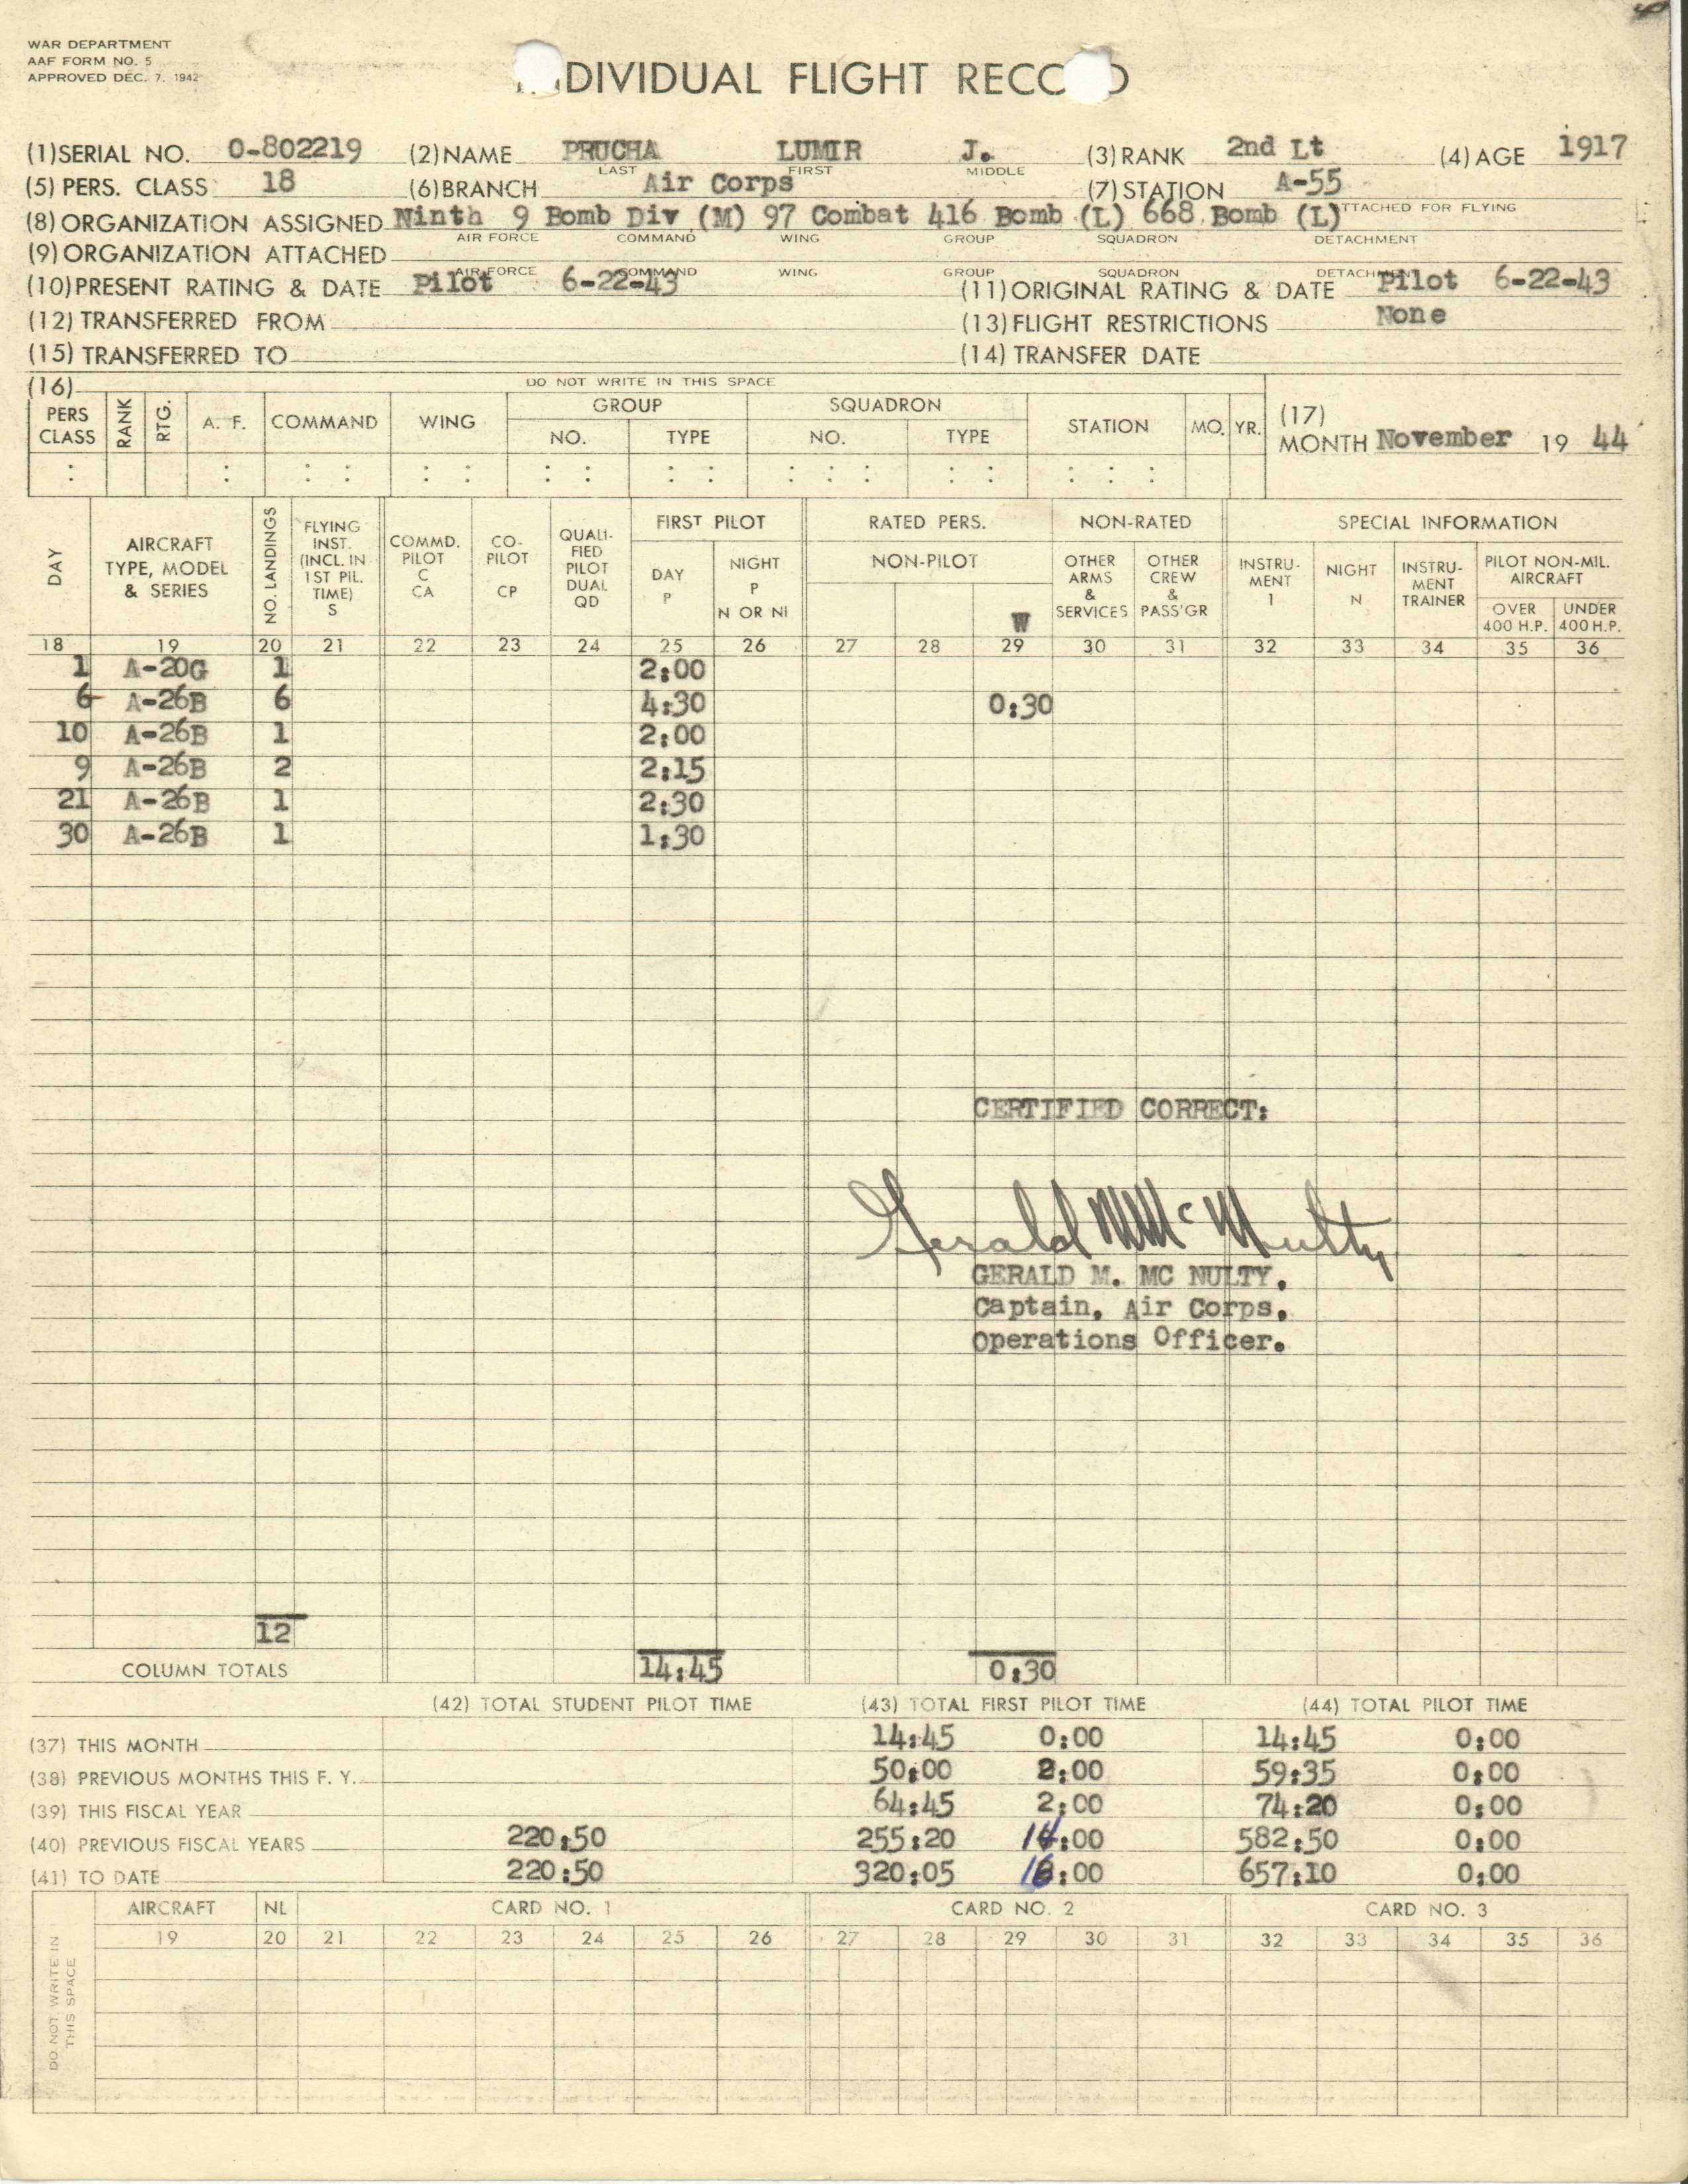 WAR DEPARTMENT
AAF FORM NO. 5
APPROVED DEC. 7, 1942
INDIVIDUAL FLIGHT RECORD
(1) SERIAL NO. O-802219 (2) NAME PRUCHA LUMIR J. (3) RANK 2nd Lt (4) AGE 1917
LAST FIRST MIDDLE
(5) PERS. CLASS 18 (6) BRANCH Air Corps (7) STATION A-55
(8) ORGANIZATION ASSIGNED Ninth 9 Bomb Div (M) 97 Combat 416 Bomb (L) 668 Bomb (L) ATTACHED FOR FLYING
AIR FORCE COMMAND WING GROUP SQUADRON DETACHMENT
(9) ORGANIZATION ATTACHED
AIR FORCE COMMAND WING GROUP SQUADRON DETACHMENT
(10) PRESENT RATING & DATE Pilot 6-22-43 (11) ORIGINAL RATING & DATE Pilot 6-22-43
(12) TRANSFERRED FROM (13) FLIGHT RESTRICTIONS None
(15) TRANSFERRED TO (14) TRANSFER DATE
(16) DO NOT WRITE IN THIS SPACE
PERS CLASS RANK RTG. A. F. COMMAND WING GROUP NO. TYPE SQUADRON NO. TYPE STATION MO. YR.
(17)
MONTH November 19 44
DAY AIRCRAFT TYPE, MODEL & SERIES NO. LANDINGS FLYING INST. (INCL. IN 1ST PIL. TIME) S COMMD. PILOT C CA CO-PILOT CP QUALI-FIED PILOT DUAL QD FIRST PILOT DAY P NIGHT P N OR NI RATED PERS. NON-PILOT W NON-RATED OTHER ARMS & SERVICES OTHER CREW & PASS'GR SPECIAL INFORMATION INSTRU-MENT I NIGHT N INSTRU-MENT TRAINER PILOT NON-MIL. AIRCRAFT OVER 400 H.P. UNDER 400 H.P.
18 19 20 21 22 23 24 25 26 27 28 29 30 31 32 33 34 35 36
1 A-20G 1 2:00
6 A-26B 6 4:30 0:30
10 A-26B 1 2:00
9 A-26B 2 2:15
21 A-26B 1 2:30
30 A-26B 1 1:30
CERTIFIED CORRECT:
Gerald M Mc Nulty
GERALD M. MC NULTY.
Captain, Air Corps.
Operations Officer.
12
COLUMN TOTALS 14:45 0:30
(42) TOTAL STUDENT PILOT TIME (43) TOTAL FIRST PILOT TIME (44) TOTAL PILOT TIME
(37) THIS MONTH 14:45 0:00 14:45 0:00
(38) PREVIOUS MONTHS THIS F. Y. 50:00 2:00 59:35 0:00
(39) THIS FISCAL YEAR 64:45 2:00 74:20 0:00
(40) PREVIOUS FISCAL YEARS 220:50 255:20 14:00 582:50 0:00
(41) TO DATE 220:50 320:05 16:00 657:10 0:00
DO NOT WRITE IN THIS SPACE
AIRCRAFT NL CARD NO. 1 CARD NO. 2 CARD NO. 3
19 20 21 22 23 24 25 26 27 28 29 30 31 32 33 34 35 36